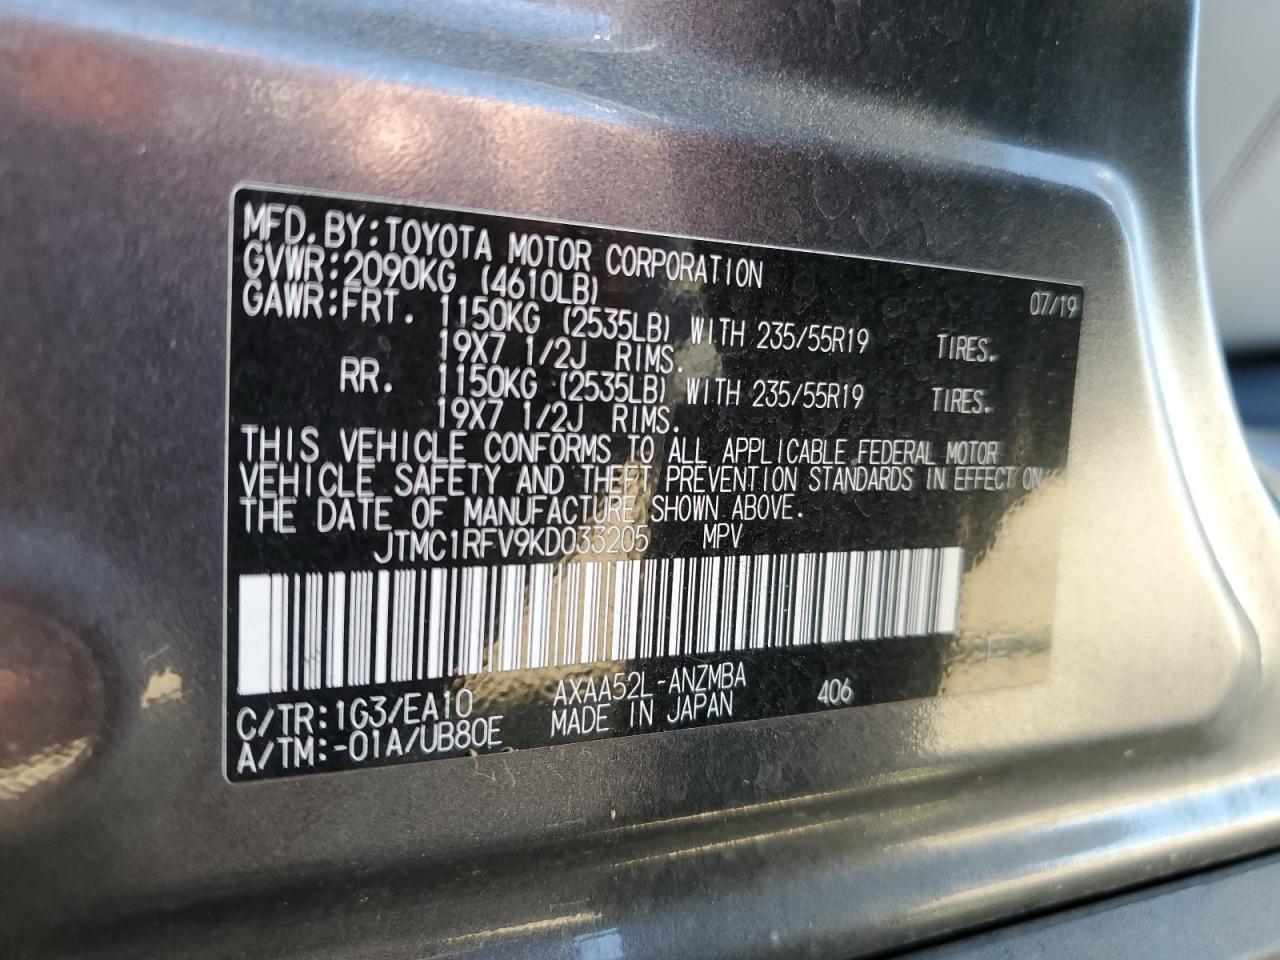 MFD. BY: TOYOTA MOTOR CORPORATION 07/19
GVWR: 2090KG (4610LB)
GAWR: FRT. 1150KG (2535LB) WITH 235/55R19 TIRES.
19X7 1/2J RIMS.
RR. 1150KG (2535LB) WITH 235/55R19 TIRES.
19X7 1/2J RIMS.
THIS VEHICLE CONFORMS TO ALL APPLICABLE FEDERAL MOTOR
VEHICLE SAFETY AND THEFT PREVENTION STANDARDS IN EFFECT ON
THE DATE OF MANUFACTURE SHOWN ABOVE.
JTMC1RFV9KD033205 MPV
C/TR: 1G3/EA10 AXAA52L-ANZMBA 406
A/TM: -01A/UB80E MADE IN JAPAN
E